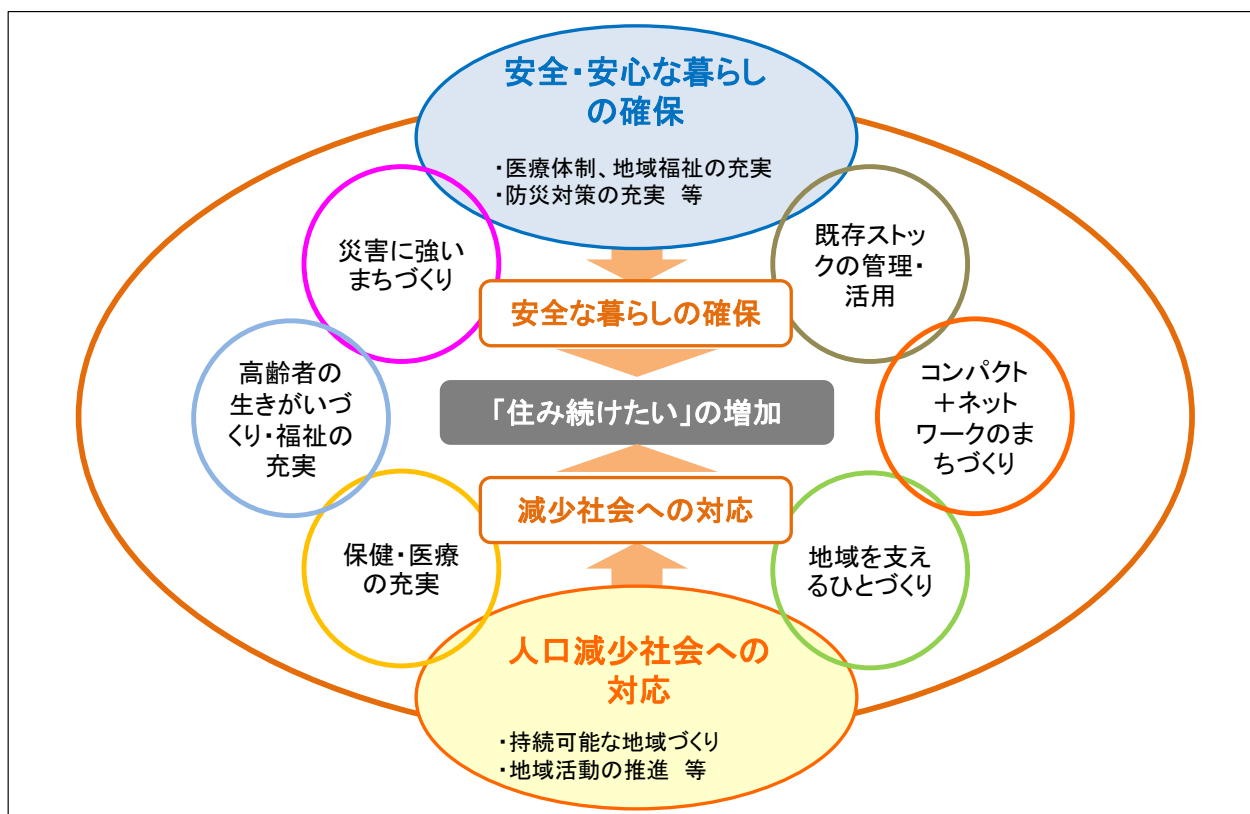 安全・安心な暮らし
の確保
・医療体制、地域福祉の充実
・防災対策の充実　等
災害に強い
まちづくり
既存ストッ
クの管理・
活用
安全な暮らしの確保
高齢者の
生きがいづ
くり・福祉の
充実
「住み続けたい」の増加
コンパクト
＋ネット
ワークのま
ちづくり
減少社会への対応
保健・医療
の充実
地域を支え
るひとづくり
人口減少社会への
対応
・持続可能な地域づくり
・地域活動の推進　等